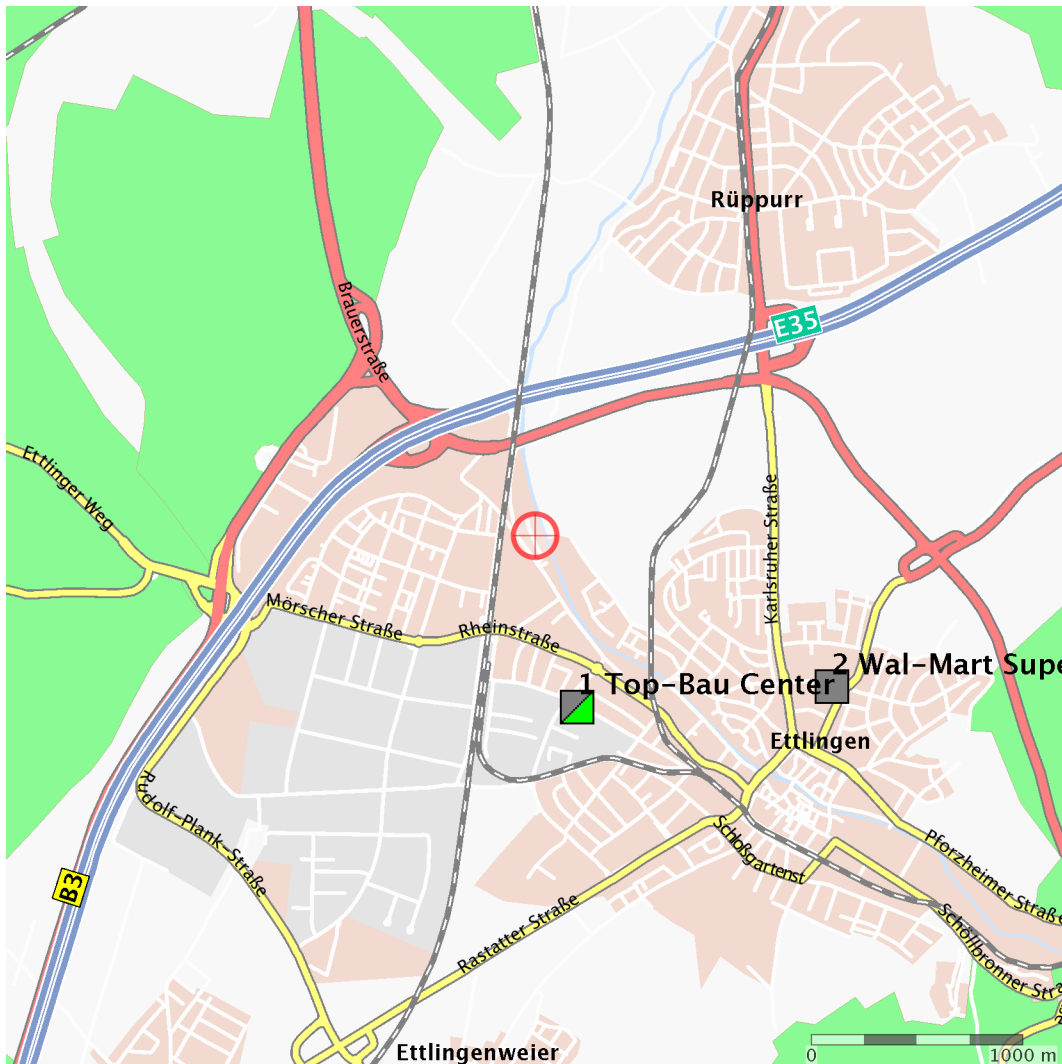 Rüppurr
E35
Brauerstraße
Ettlinger Weg
Karlsruher Straße
Mörscher Straße
Rheinstraße
2 Wal-Mart Supe
1 Top-Bau Center
Ettlingen
Rudolf-Plank-Straße
Schloßgartenst
Pforzheimer Straße
B3
Rastatter Straße
Schöllbronner Stra
Ettlingenweier
0
1000 m